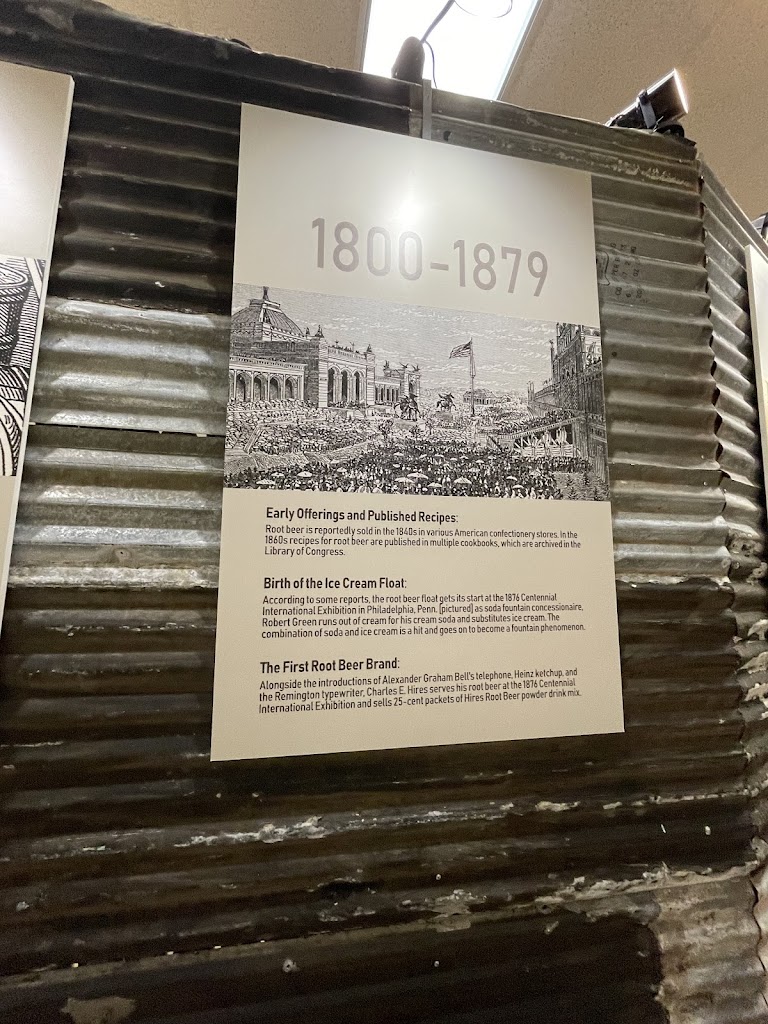 1800-1879
Early Offerings and Published Recipes:
Root beer is reportedly sold in the 1840s in various American confectionery stores. In the
1860s recipes for root beer are published in multiple cookbooks, which are archived in the
Library of Congress.
Birth of the Ice Cream Float:
According to some reports, the root beer float gets its start at the 1876 Centennial
International Exhibition in Philadelphia, Penn. [pictured] as soda fountain concessionaire,
Robert Green runs out of cream for his cream soda and substitutes ice cream. The
combination of soda and ice cream is a hit and goes on to become a fountain phenomenon.
The First Root Beer Brand:
Alongside the introductions of Alexander Graham Bell's telephone, Heinz ketchup, and
the Remington typewriter, Charles E. Hires serves his root beer at the 1876 Centennial
International Exhibition and sells 25-cent packets of Hires Root Beer powder drink mix.